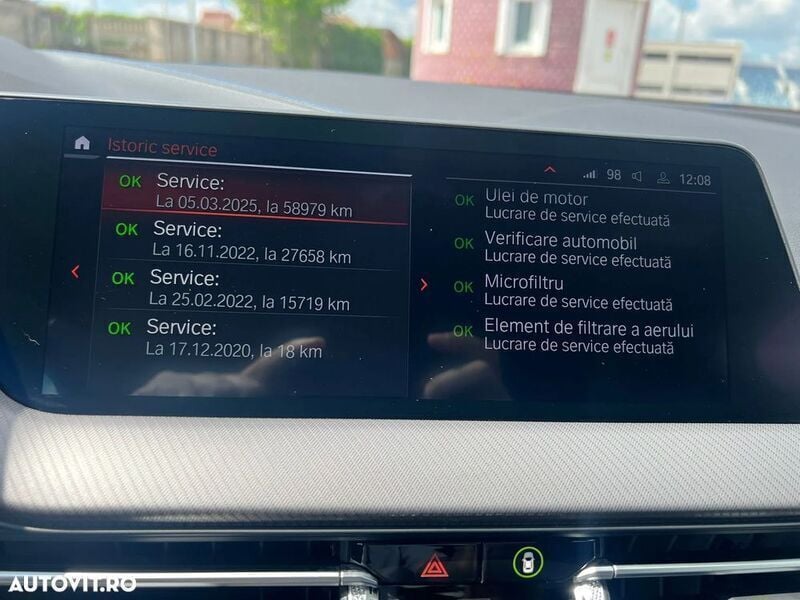 Istoric service
98 12:08
OK Service:
La 05.03.2025, la 58979 km
OK Service:
La 16.11.2022, la 27658 km
OK Service:
La 25.02.2022, la 15719 km
OK Service:
La 17.12.2020, la 18 km
OK Ulei de motor
Lucrare de service efectuată
OK Verificare automobil
Lucrare de service efectuată
OK Microfiltru
Lucrare de service efectuată
OK Element de filtrare a aerului
Lucrare de service efectuată
AUTOVIT.RO